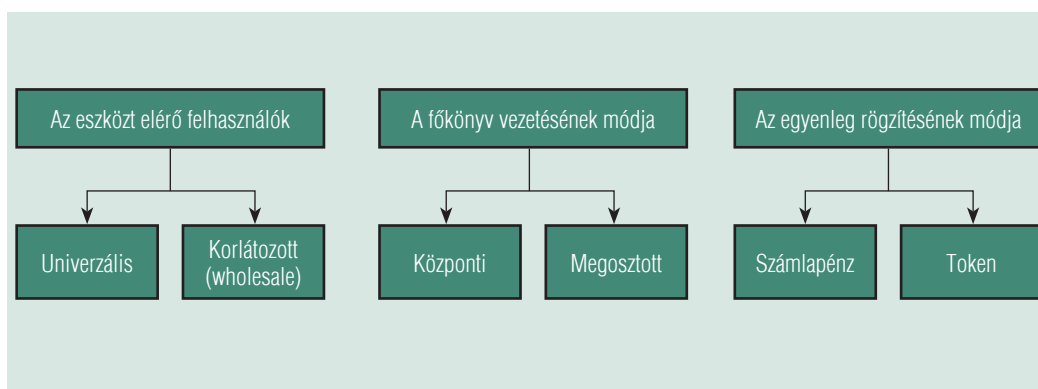 Az eszközt elérő felhasználók
A főkönyv vezetésének módja
Az egyenleg rögzítésének módja
Univerzális
Korlátozott
(wholesale)
Központi
Megosztott
Számlapénz
Token